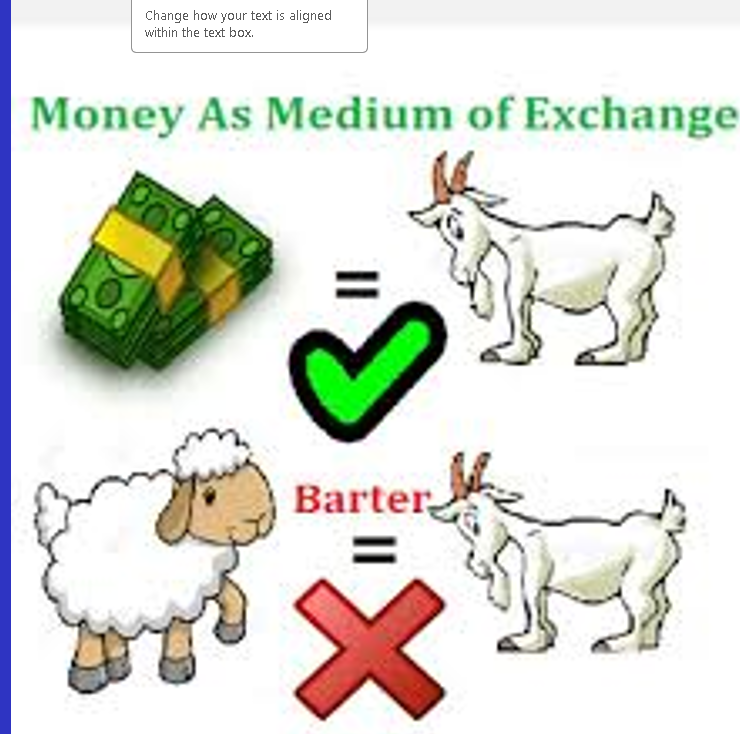 Change how your text is aligned
within the text box.
Money As Medium of Exchange
=
Barter
=